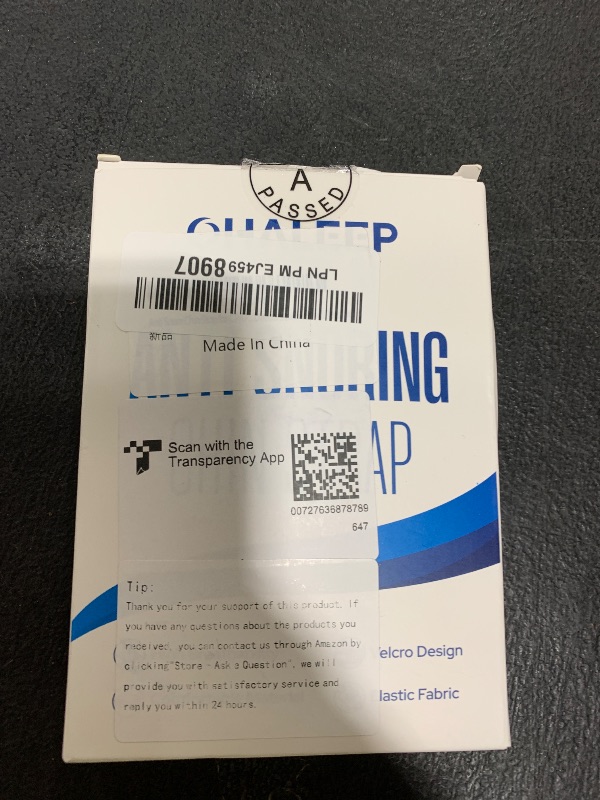 A
PASSED
LPN PM EJ4598907
新品
Made In China
ING
AP
Scan with the
Transparency App
00727636878769
647
Tip:
Thank you for your support of this product. If
you have any questions about the products you
received, you can contact us through Amazon by
clicking"Store - Ask a Question", we will
provide you with satisfactory service and
reply you within 24 hours.
elcro Design
lastic Fabric